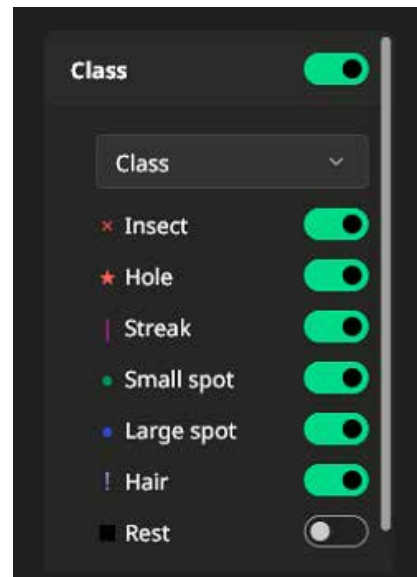 Class
Class
Insect
Hole
Streak
Small spot
Large spot
! Hair
Rest